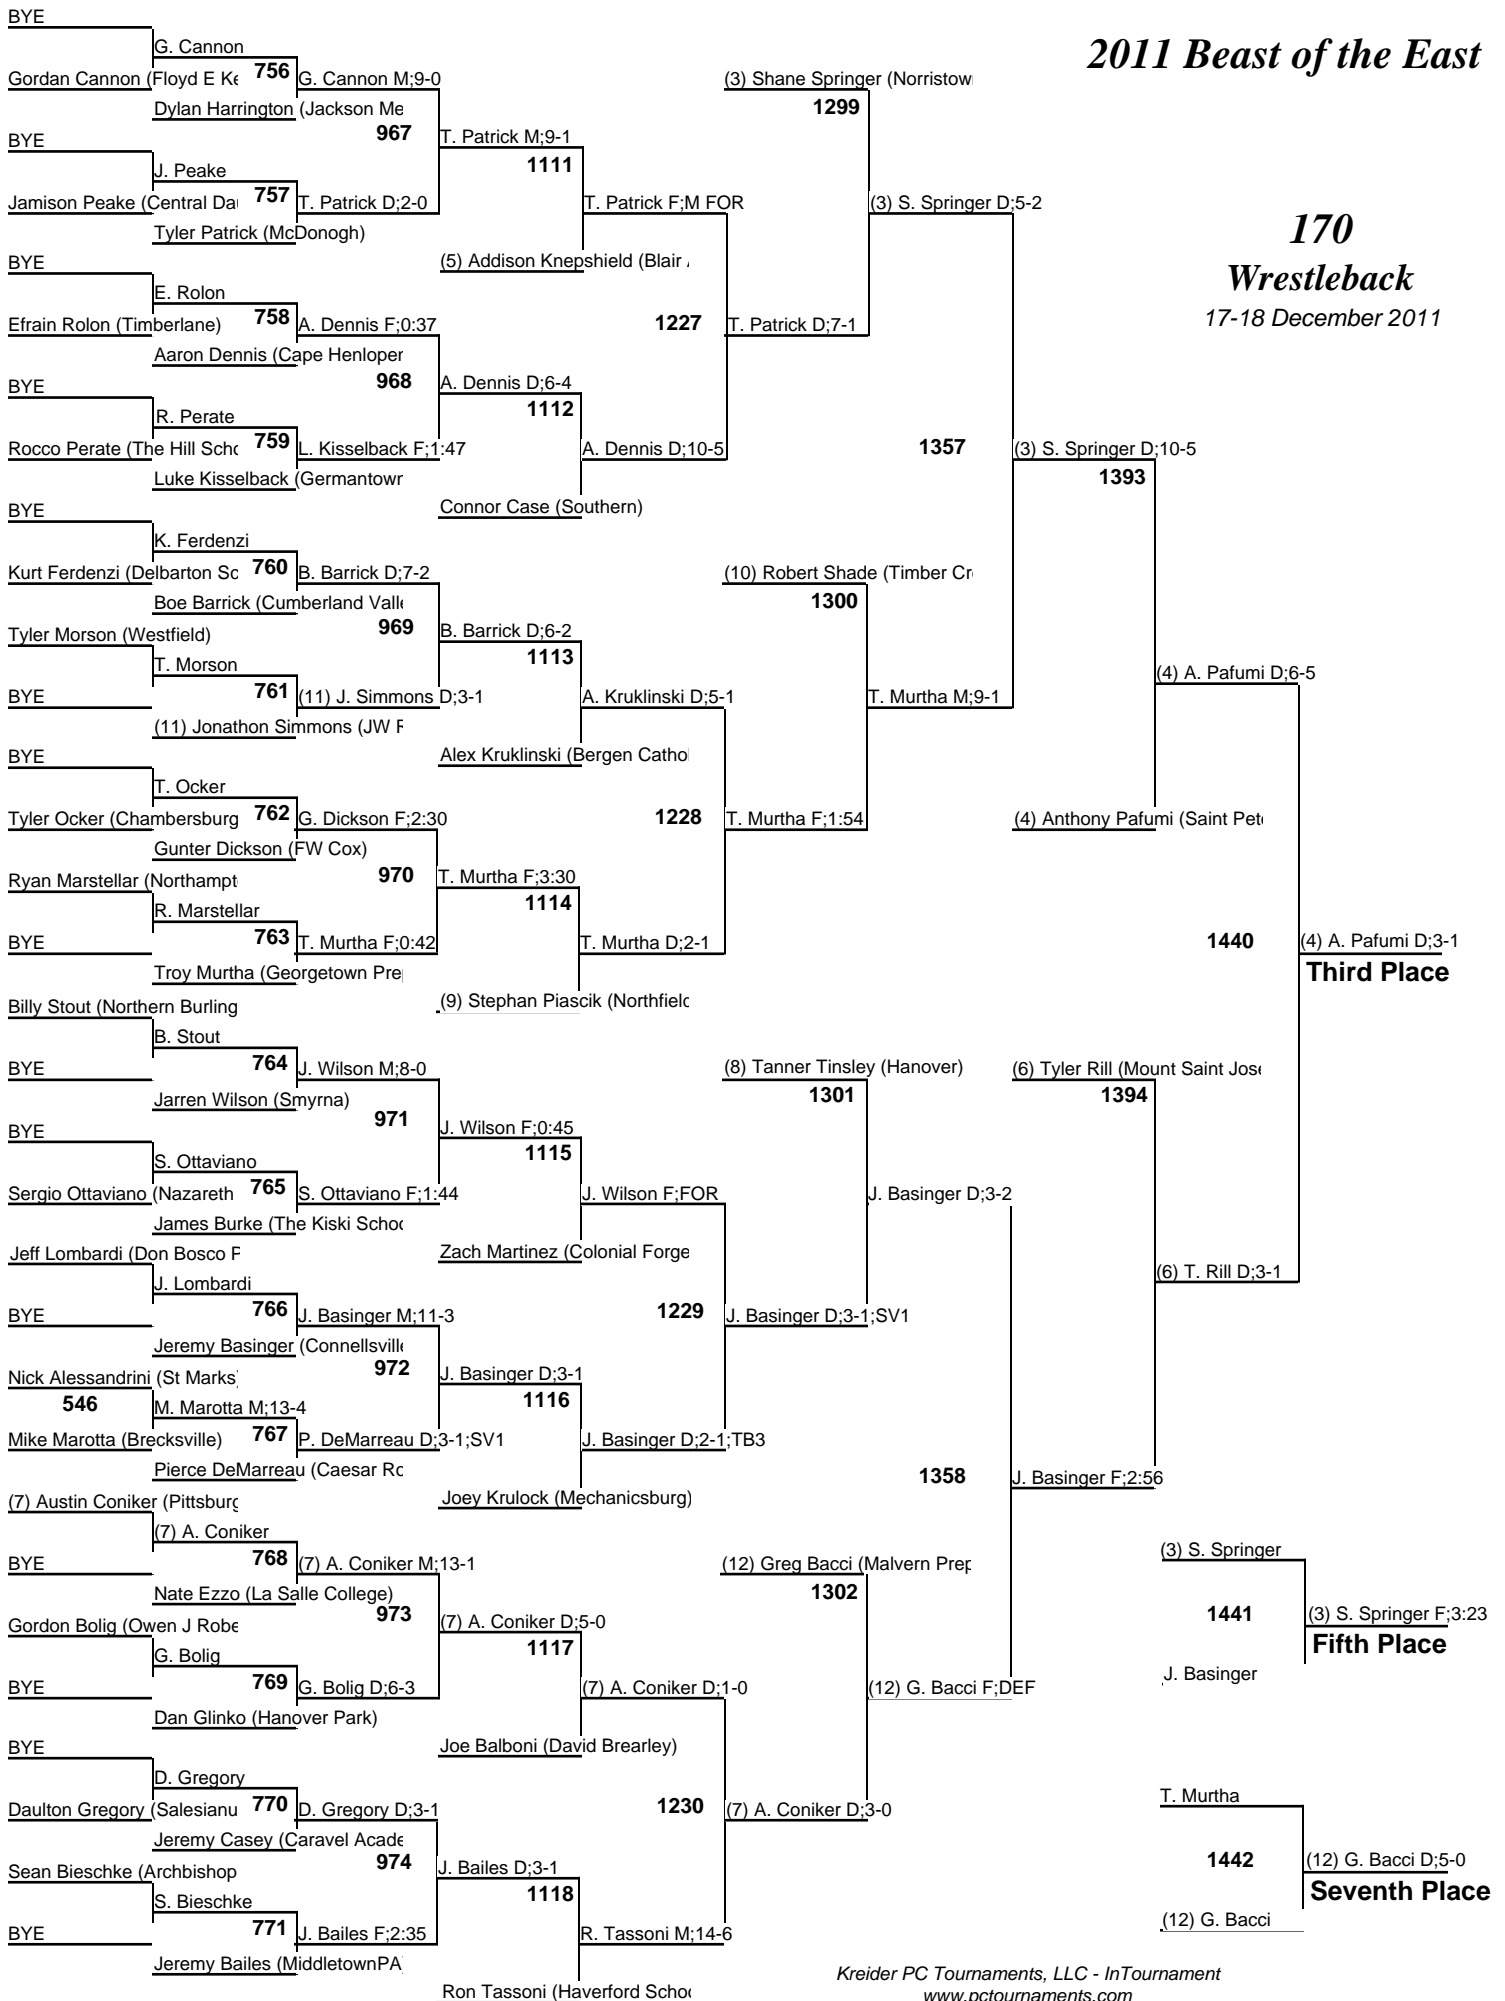 BYE
G. Cannon
2011 Beast of the East
Gordan Cannon (Floyd E Ke
756
G. Cannon M;9-0
(3) Shane Springer (Norristow
Dylan Harrington (Jackson Me
1299
967
BYE
T. Patrick M;9-1
1111
J. Peake
Jamison Peake (Central Da
757
T. Patrick D;2-0
T. Patrick F;M FOR
(3) S. Springer D;5-2
Tyler Patrick (McDonogh)
170
BYE
(5) Addison Knepshield (Blair
Wrestleback
E. Rolon
17-18 December 2011
Efrain Rolon (Timberlane)
758
A. Dennis F;0:37
1227
T. Patrick D;7-1
Aaron Dennis (Cape Henloper
968
BYE
A. Dennis D;6-4
1112
R. Perate
Rocco Perate (The Hill Scho
759
L. Kisselback F;1:47
A. Dennis D;10-5
1357
(3) S. Springer D;10-5
Luke Kisselback (Germantowr
1393
BYE
Connor Case (Southern)
K. Ferdenzi
Kurt Ferdenzi (Delbarton Sc
760
B. Barrick D;7-2
(10) Robert Shade (Timber Cr
Boe Barrick (Cumberland Valle
1300
Tyler Morson (Westfield)
969
B. Barrick D;6-2
1113
T. Morson
(4) A. Pafumi D;6-5
BYE
761
(11) J. Simmons D;3-1
A. Kruklinski D;5-1
T. Murtha M;9-1
(11) Jonathon Simmons (JW R
BYE
Alex Kruklinski (Bergen Catho
T. Ocker
Tyler Ocker (Chambersburg
762
G. Dickson F;2:30
1228
T. Murtha F;1:54
(4) Anthony Pafumi (Saint Pete
Gunter Dickson (FW Cox)
Ryan Marstellar (Northampt
970
T. Murtha F;3:30
1114
R. Marstellar
BYE
763
T. Murtha F;0:42
T. Murtha D;2-1
1440
(4) A. Pafumi D;3-1
Third Place
Troy Murtha (Georgetown Pre
Billy Stout (Northern Burling
(9) Stephan Piascik (Northfielc
B. Stout
BYE
764
J. Wilson M;8-0
(8) Tanner Tinsley (Hanover)
(6) Tyler Rill (Mount Saint Jose
Jarren Wilson (Smyrna)
1301
1394
971
BYE
J. Wilson F;0:45
1115
S. Ottaviano
Sergio Ottaviano (Nazareth
765
S. Ottaviano F;1:44
J. Wilson F;FOR
J. Basinger D;3-2
James Burke (The Kiski Schoc
Jeff Lombardi (Don Bosco P
Zach Martinez (Colonial Forge
J. Lombardi
(6) T. Rill D;3-1
BYE
766
J. Basinger M;11-3
1229
J. Basinger D;3-1;SV1
Jeremy Basinger (Connellsville
Nick Alessandrini (St Marks)
972
J. Basinger D;3-1
546
M. Marotta M;13-4
1116
Mike Marotta (Brecksville)
767
P. DeMarreau D;3-1;SV1
J. Basinger D;2-1;TB3
Pierce DeMarreau (Caesar Ro
1358
J. Basinger F;2:56
(7) Austin Coniker (Pittsburg
Joey Krulock (Mechanicsburg)
(7) A. Coniker
(3) S. Springer
BYE
768
(7) A. Coniker M;13-1
(12) Greg Bacci (Malvern Prep
Nate Ezzo (La Salle College)
1302
Gordon Bolig (Owen J Robe
973
(7) A. Coniker D;5-0
1441
(3) S. Springer F;3:23
Fifth Place
G. Bolig
1117
J. Basinger
BYE
769
G. Bolig D;6-3
(7) A. Coniker D;1-0
(12) G. Bacci F;DEF
Dan Glinko (Hanover Park)
BYE
Joe Balboni (David Brearley)
D. Gregory
T. Murtha
Daulton Gregory (Salesianu
770
D. Gregory D;3-1
1230
(7) A. Coniker D;3-0
Jeremy Casey (Caravel Acade
Sean Bieschke (Archbishop
974
J. Bailes D;3-1
1442
(12) G. Bacci D;5-0
Seventh Place
S. Bieschke
1118
BYE
771
J. Bailes F;2:35
R. Tassoni M;14-6
(12) G. Bacci
Jeremy Bailes (MiddletownPA
Kreider PC Tournaments, LLC - InTournament
Ron Tassoni (Haverford Schoo
www.pctournaments.com